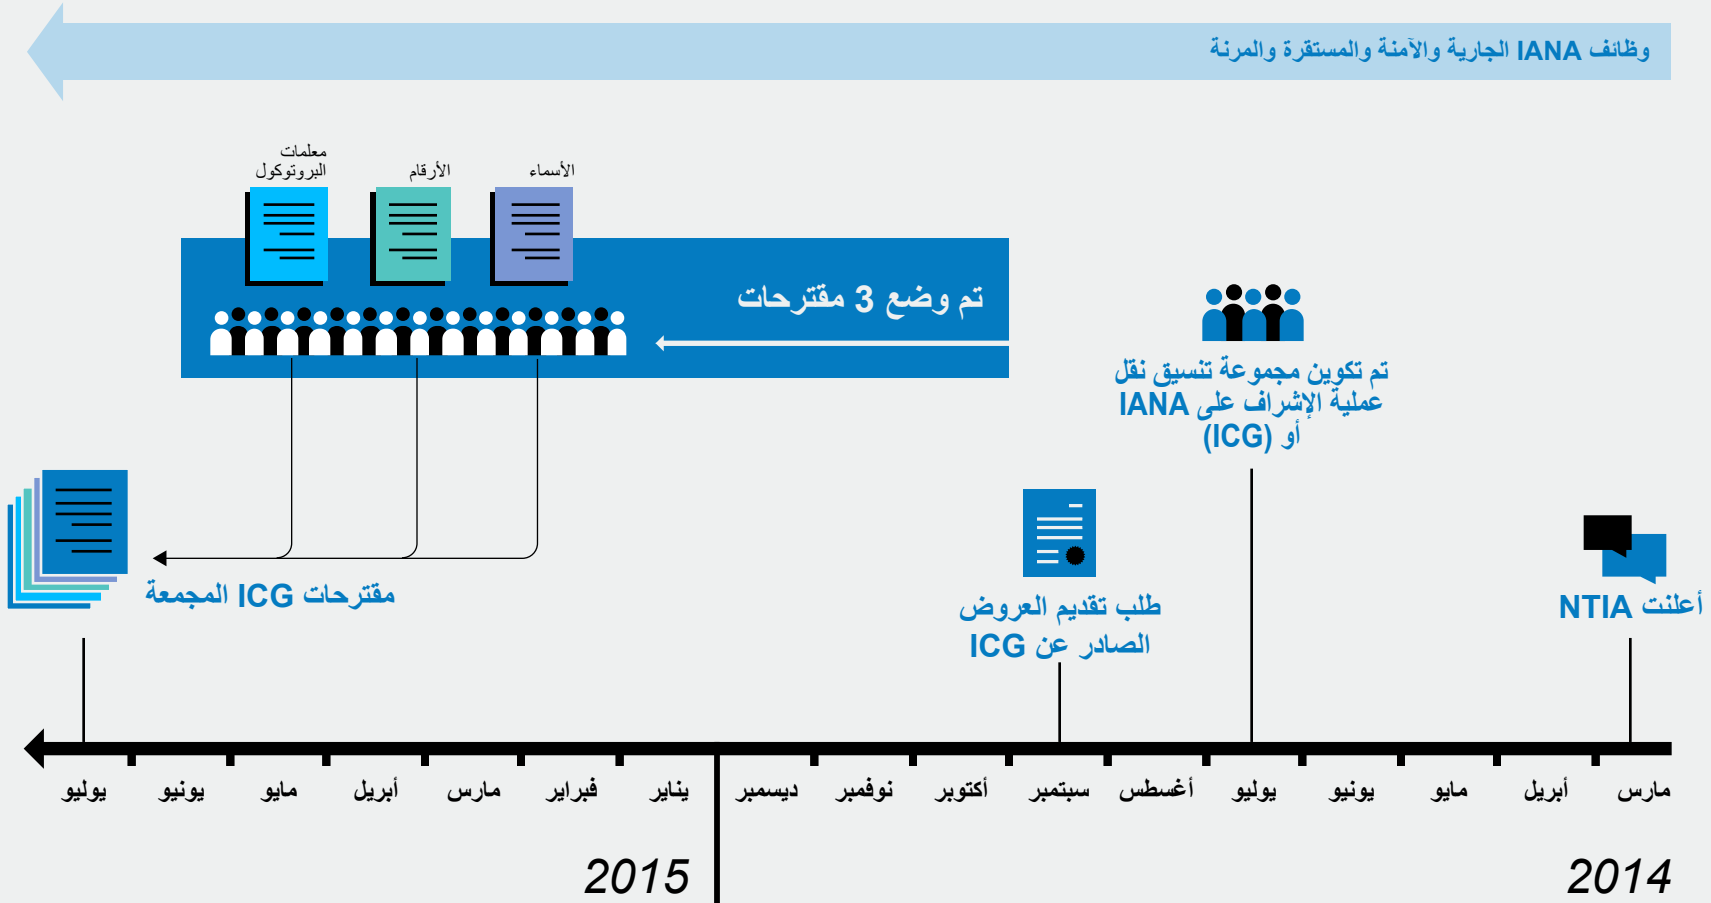 وظائف IANA الجارية والآمنة والمستقرة والمرنة
الأسماء
الأرقام
معلمات
البروتوكول
تم وضع 3 مقترحات
تم تكوين مجموعة تنسيق نقل
عملية الإشراف على IANA
أو (ICG)
أعلنت NTIA
طلب تقديم العروض
الصادر عن ICG
مقترحات ICG المجمعة
مارس
أبريل
مايو
يونيو
يوليو
أغسطس
سبتمبر
أكتوبر
نوفمبر
ديسمبر
يناير
فبراير
مارس
أبريل
مايو
يونيو
يوليو
2014
2015